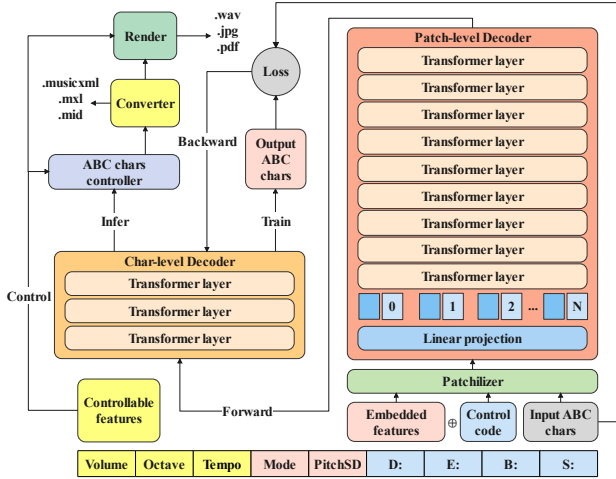 .wav
.jpg
.pdf
Render
.musicxml
.mxl
.mid
Converter
Loss
Backward
Output
ABC
chars
ABC chars
controller
Infer
Train
Char-level Decoder
Transformer layer
Transformer layer
Transformer layer
Control
Controllable
features
Forward
Patch-level Decoder
Transformer layer
Transformer layer
Transformer layer
Transformer layer
Transformer layer
Transformer layer
Transformer layer
Transformer layer
Transformer layer
0 1 2 ... N
Linear projection
Patchilizer
Embedded
features
⊕
Control
code
Input ABC
chars
Volume Octave Tempo Mode PitchSD D: E: B: S: